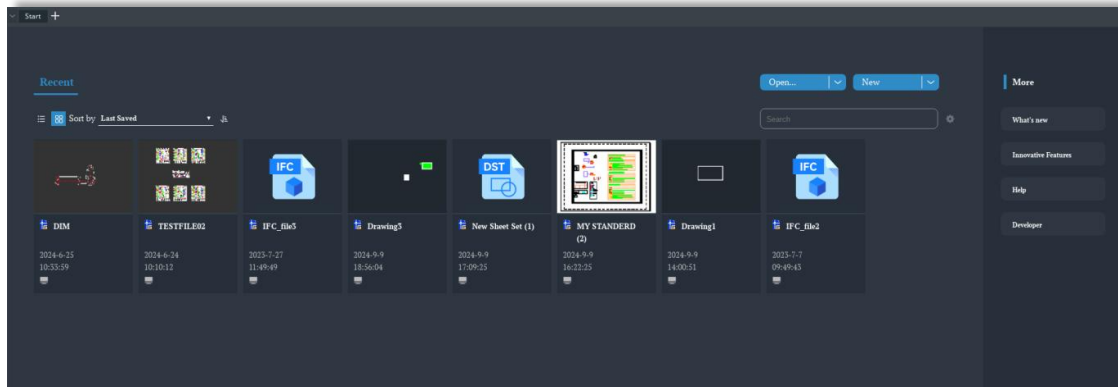 Start
Recent
Open...
New
More
Sort by Last Saved
Search
What's new
Innovative Features
Help
Developer
IFC
DST
IFC
DIM
TESTFILE02
IFC_file3
Drawing3
New Sheet Set (1)
MY STANDERD
(2)
Drawing1
IFC_file2
2024-6-25
10:33:59
2024-6-24
10:10:12
2023-7-27
11:49:49
2024-9-9
18:56:04
2024-9-9
17:09:25
2024-9-9
16:22:25
2024-9-9
14:00:51
2023-7-7
09:49:43